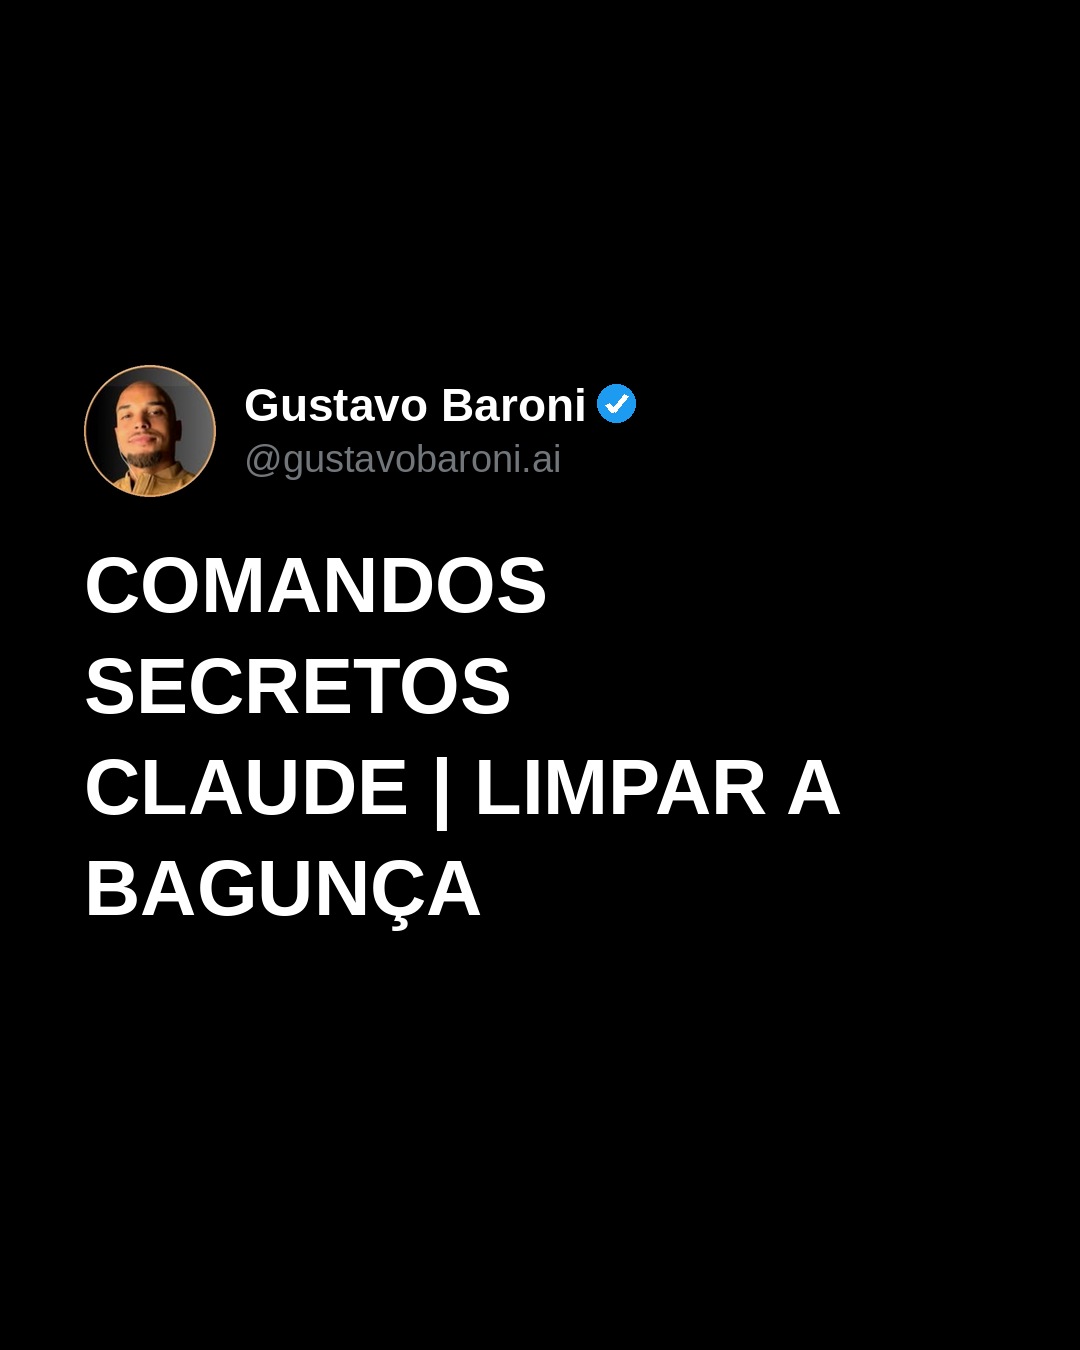 Gustavo Baroni
@gustavobaroni.ai
COMANDOS
SECRETOS
CLAUDE | LIMPAR A
BAGUNÇA